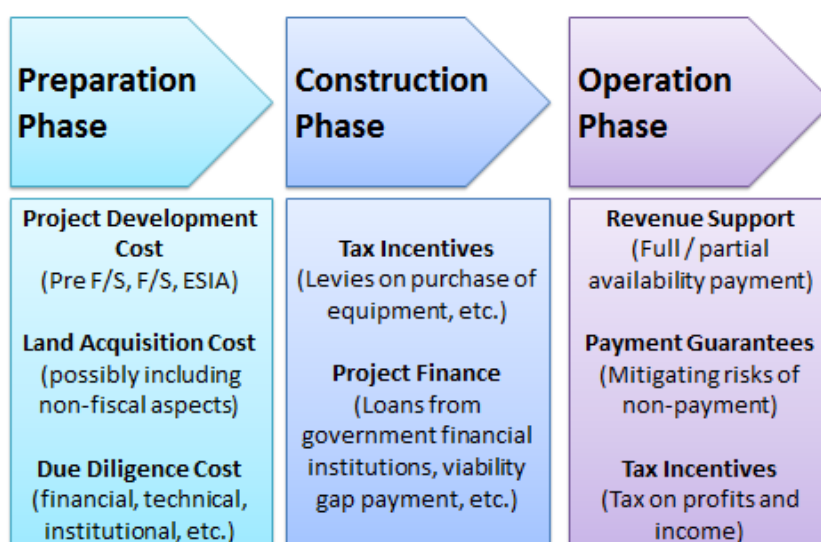 Preparation
Phase
Construction
Phase
Operation
Phase
Project Development
Cost
(Pre F/S, F/S, ESIA)
Land Acquisition Cost
(possibly including
non-fiscal aspects)
Due Diligence Cost
(financial, technical,
institutional, etc.)
Tax Incentives
(Levies on purchase of
equipment, etc.)
Project Finance
(Loans from
government financial
institutions, viability
gap payment, etc.)
Revenue Support
(Full / partial
availability payment)
Payment Guarantees
(Mitigating risks of
non-payment)
Tax Incentives
(Tax on profits and
income)